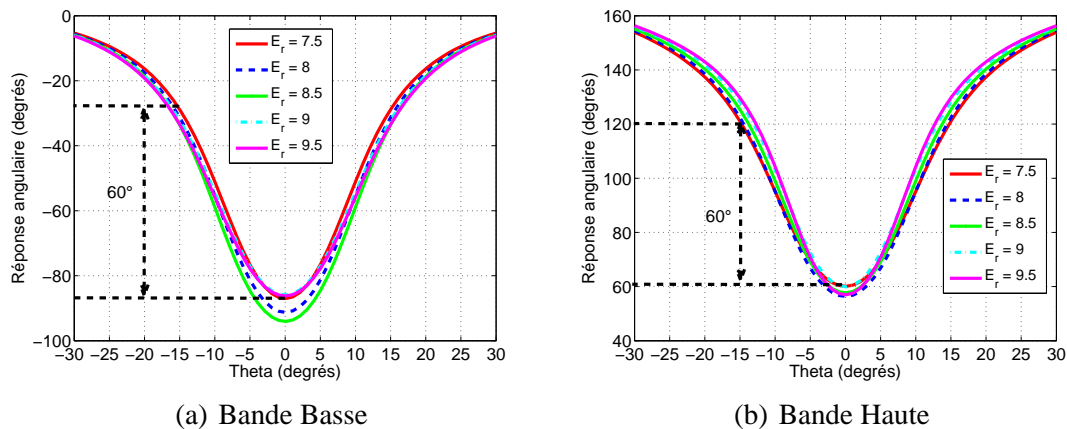 0
−20
−40
−60
−80
−100
Réponse angulaire (degrés)
−30 −25 −20 −15 −10 −5 0 5 10 15 20 25 30
Theta (degrés)
E_r = 7.5
E_r = 8
E_r = 8.5
E_r = 9
E_r = 9.5
60°
(a) Bande Basse
160
140
120
100
80
60
40
Réponse angulaire (degrés)
−30 −25 −20 −15 −10 −5 0 5 10 15 20 25 30
Theta (degrés)
E_r = 7.5
E_r = 8
E_r = 8.5
E_r = 9
E_r = 9.5
60°
(b) Bande Haute